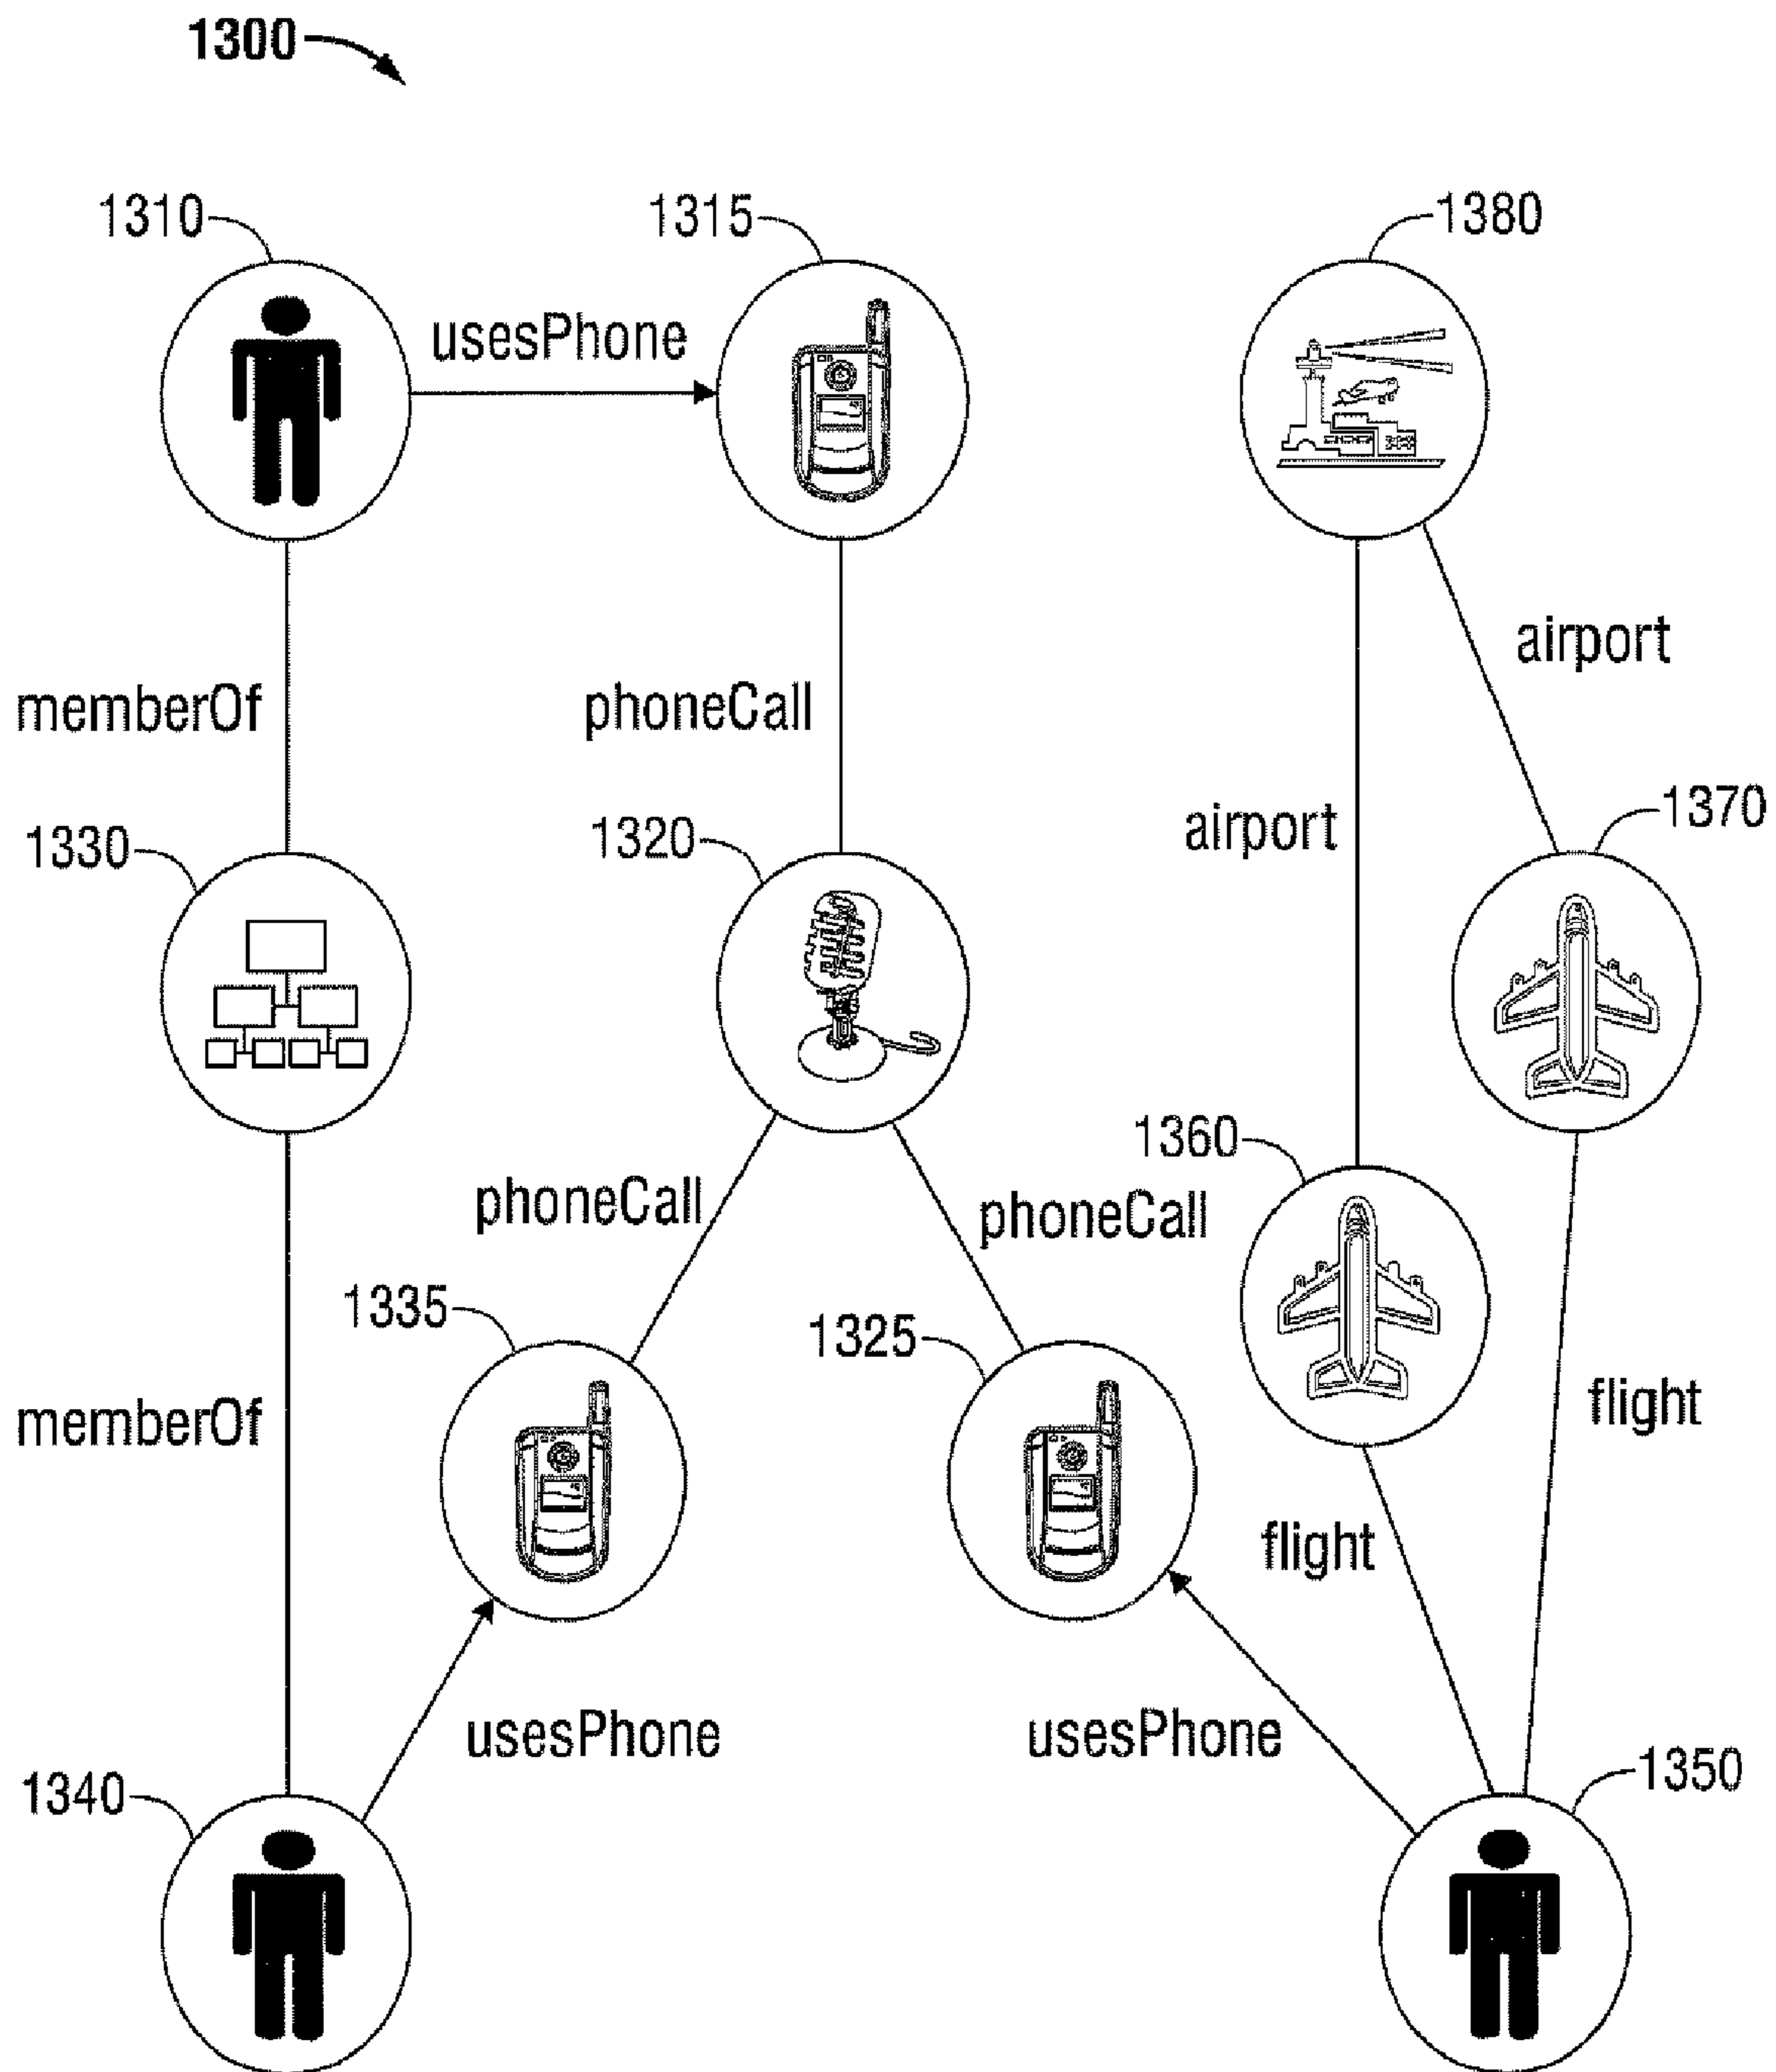 1300
1310
1315
1380
usesPhone
airport
memberOf
phoneCall
1370
airport
1330
1320
1360
phoneCall
phoneCall
1335
1325
flight
memberOf
flight
usesPhone
usesPhone
1340
1350